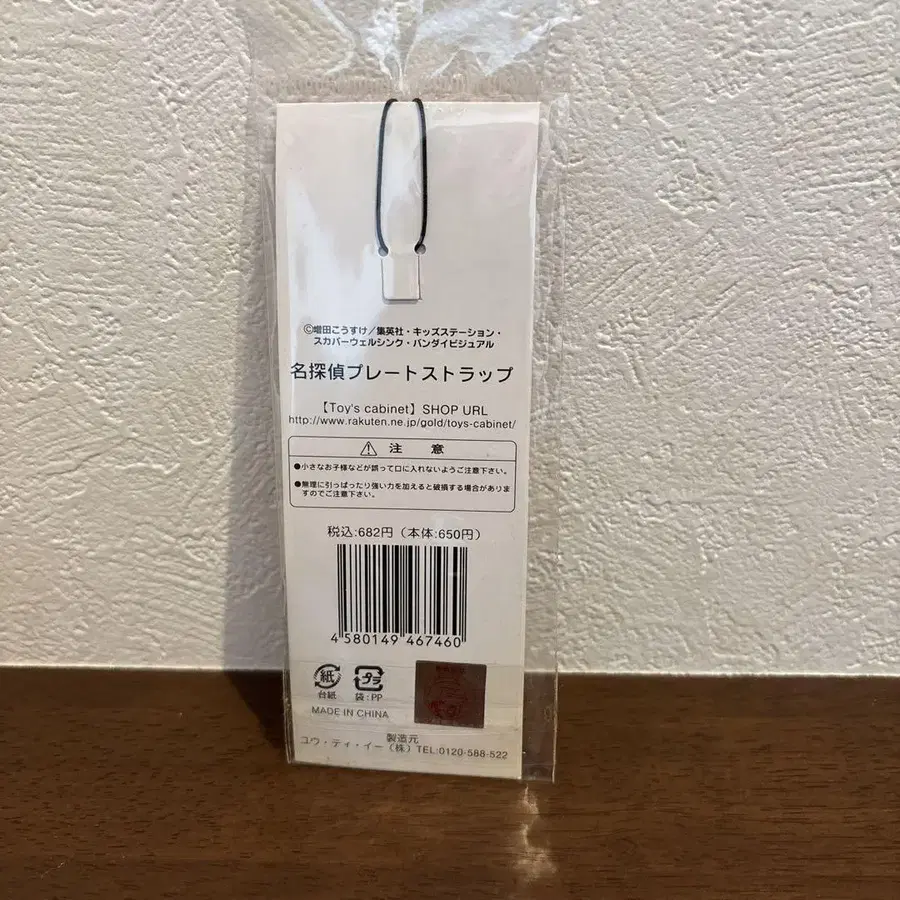 ©増田こうすけ/集英社・キッズステーション・
スカパーウェルシンク・バンダイビジュアル
名探偵プレートストラップ
【Toy's cabinet】SHOP URL
http://www.rakuten.ne.jp/gold/toys-cabinet/
注 意
●小さなお子様などが誤って口に入れないようご注意下さい。
●無理に引っぱったり強い力を加えると破損する場合がありま
すのでご注意下さい。
税込:682円（本体:650円）
4 580149 467460
紙
プラ
台紙
袋:PP
MADE IN CHINA
製造元
ユウ・ティ・イー（株）TEL:0120-588-522